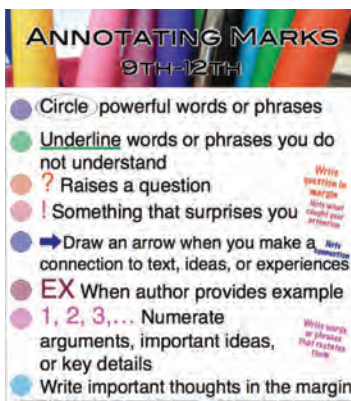 ANNOTATING MARKS
9TH-12TH
Circle powerful words or phrases
Underline words or phrases you do
not understand
? Raises a question
Write
question in
margin
! Something that surprises you
Note what
caught your
attention
➡Draw an arrow when you make a
Note
connection
connection to text, ideas, or experiences
EX When author provides example
1, 2, 3,... Numerate
arguments, important ideas,
or key details
Write words
or phrases
that restates
them
Write important thoughts in the margin